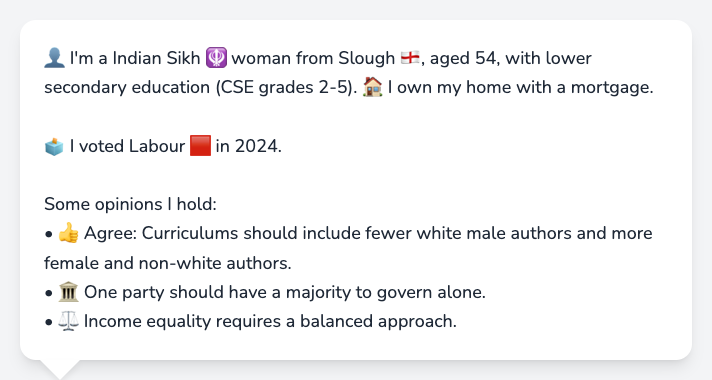 👤 I'm a Indian Sikh 🪯 woman from Slough 🏴󠁧󠁢󠁥󠁮󠁧󠁿, aged 54, with lower
secondary education (CSE grades 2-5). 🏠 I own my home with a mortgage.
🗳️ I voted Labour 🟥 in 2024.
Some opinions I hold:
• 👍 Agree: Curriculums should include fewer white male authors and more
female and non-white authors.
• 🏛️ One party should have a majority to govern alone.
• ⚖️ Income equality requires a balanced approach.